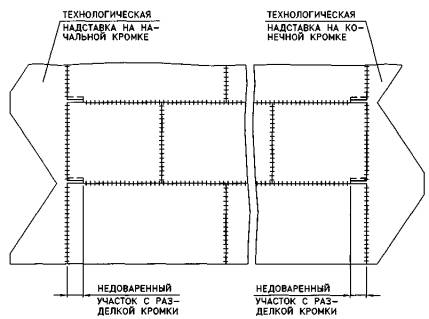 ТЕХНОЛОГИЧЕСКАЯ
НАДСТАВКА НА НА-
ЧАЛЬНОЙ КРОМКЕ
ТЕХНОЛОГИЧЕСКАЯ
НАДСТАВКА НА КО-
НЕЧНОЙ КРОМКЕ
НЕДОВАРЕННЫЙ
УЧАСТОК С РАЗ-
ДЕЛКОЙ КРОМКИ
НЕДОВАРЕННЫЙ
УЧАСТОК С РАЗ-
ДЕЛКОЙ КРОМКИ